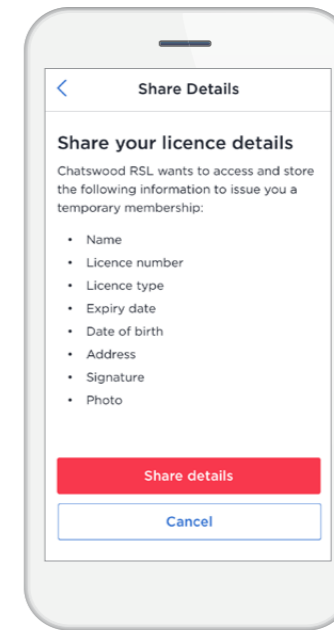 Share Details
Share your licence details
Chatswood RSL wants to access and store
the following information to issue you a
temporary membership:
• Name
• Licence number
• Licence type
• Expiry date
• Date of birth
• Address
• Signature
• Photo
Share details
Cancel